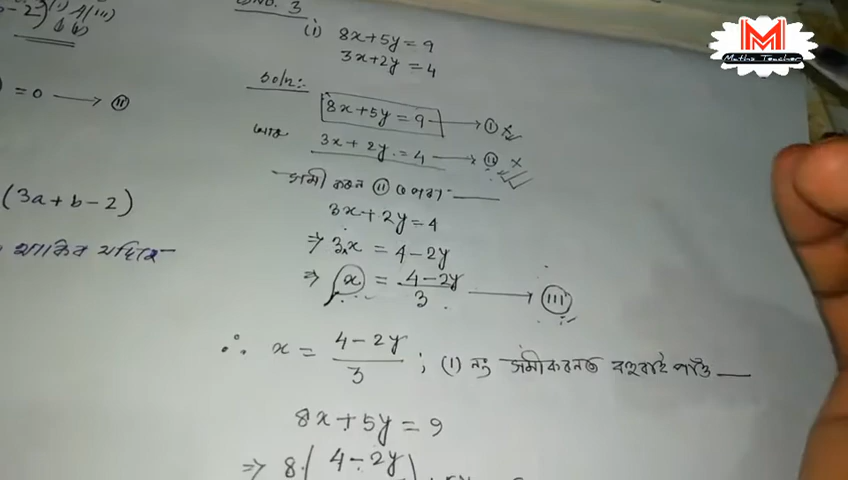 NO. 3
(i) 8x+5y=9
3x+2y=4
Soln:-
8x+5y=9 → (I)
আৰু
3x+2y=4 → (II) ×
সমীকৰণ (II)
3x+2y=4
⇒ 3x = 4-2y
⇒ x = (4-2y)/3 → (III)
∴ x = (4-2y)/3 ; (I) নং সমীকৰণত বহুৱাই পাওঁ —
8x+5y=9
⇒ 8.(4-2y
=0 → (II)
(3a+b-2)
M
Maths Teacher